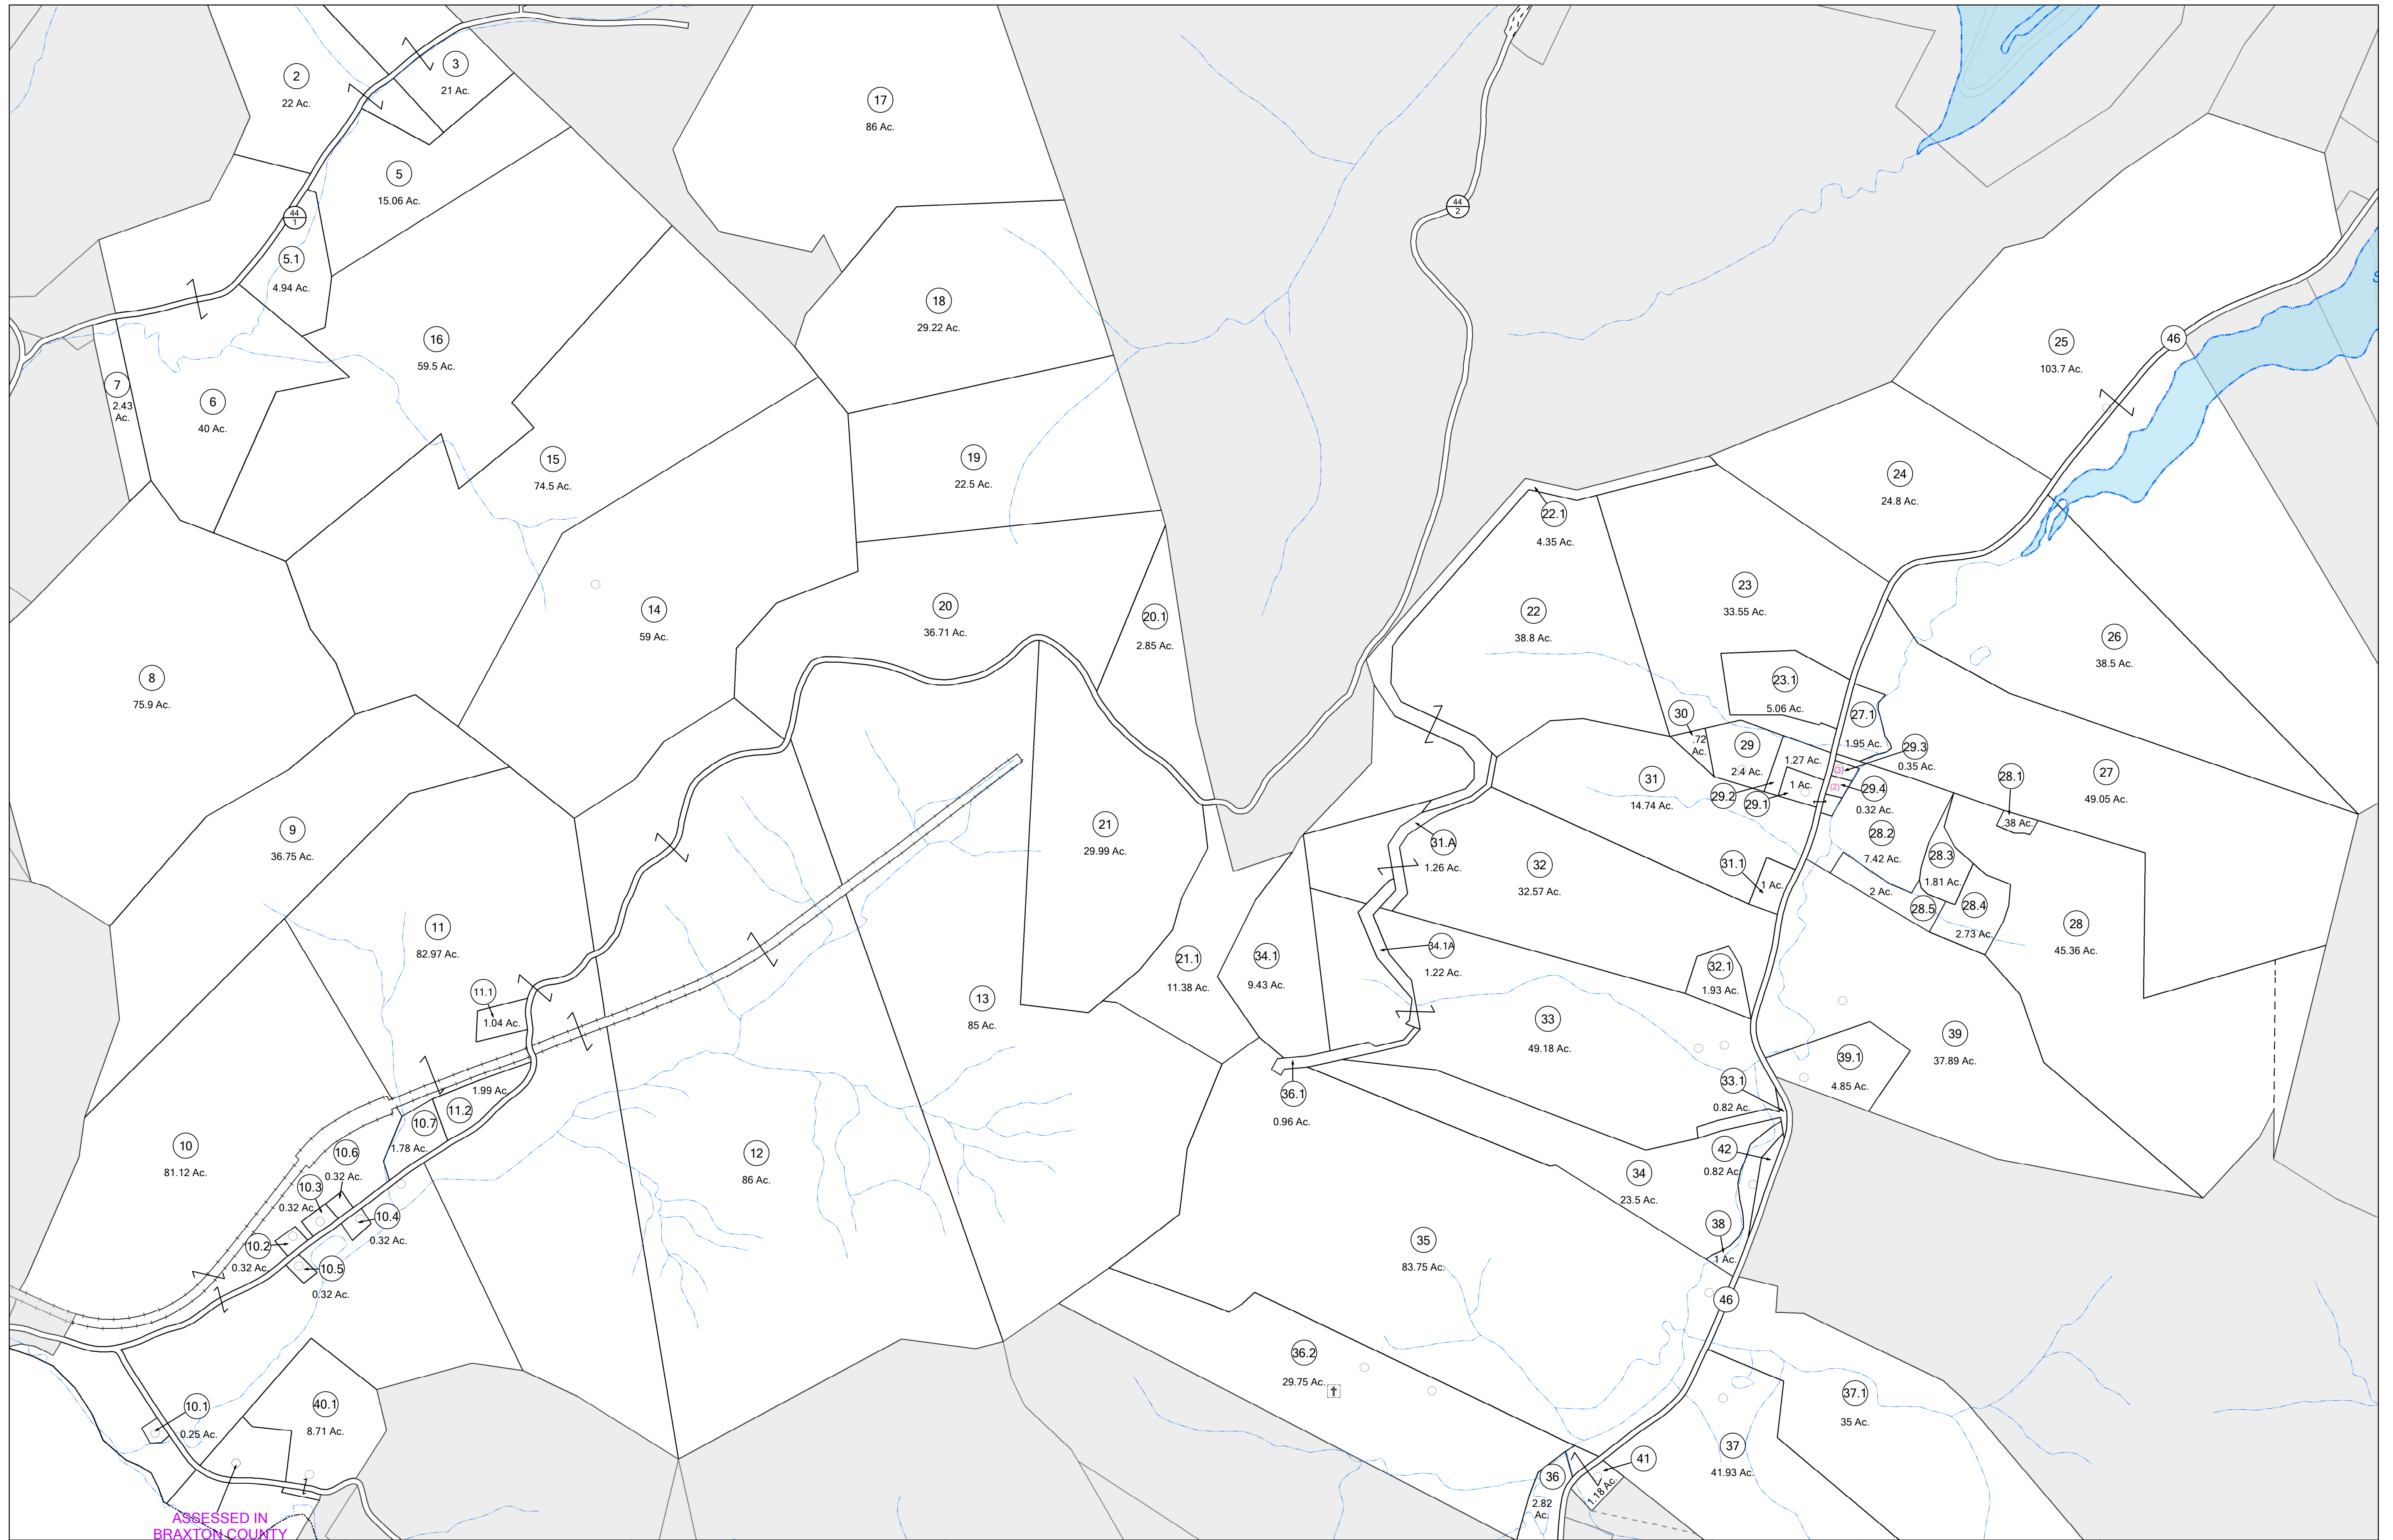 2
22 Ac.
3
21 Ac.
17
86 Ac.
5
15.06 Ac.
44
1
44
2
5.1
4.94 Ac.
18
29.22 Ac.
16
59.5 Ac.
25
103.7 Ac.
46
7
2.43
Ac.
6
40 Ac.
15
74.5 Ac.
19
22.5 Ac.
24
24.8 Ac.
22.1
4.35 Ac.
14
59 Ac.
20
36.71 Ac.
20.1
2.85 Ac.
22
38.8 Ac.
23
33.55 Ac.
26
38.5 Ac.
8
75.9 Ac.
23.1
5.06 Ac.
27.1
1.95 Ac.
30
.72
Ac.
29
2.4 Ac.
1.27 Ac.
29.3
0.35 Ac.
(3)
(2)
29.2
29.1
1 Ac.
29.4
0.32 Ac.
28.1
.38 Ac.
27
49.05 Ac.
31
14.74 Ac.
9
36.75 Ac.
21
29.99 Ac.
31.A
1.26 Ac.
32
32.57 Ac.
31.1
1 Ac.
28.2
7.42 Ac.
28.3
1.81 Ac.
2 Ac.
28.5
28.4
2.73 Ac.
28
45.36 Ac.
11
82.97 Ac.
11.1
1.04 Ac.
21.1
11.38 Ac.
34.1
9.43 Ac.
34.1A
1.22 Ac.
32.1
1.93 Ac.
13
85 Ac.
33
49.18 Ac.
39
37.89 Ac.
39.1
4.85 Ac.
33.1
0.82 Ac.
36.1
0.96 Ac.
1.99 Ac.
11.2
10.7
1.78 Ac.
10
81.12 Ac.
10.6
0.32 Ac.
10.3
0.32 Ac.
10.4
0.32 Ac.
10.2
0.32 Ac.
10.5
0.32 Ac.
12
86 Ac.
42
0.82 Ac.
34
23.5 Ac.
38
1 Ac.
35
83.75 Ac.
46
36.2
29.75 Ac.
37.1
35 Ac.
37
41.93 Ac.
10.1
0.25 Ac.
40.1
8.71 Ac.
36
2.82
Ac.
41
1.18 Ac.
ASSESSED IN
BRAXTON COUNTY